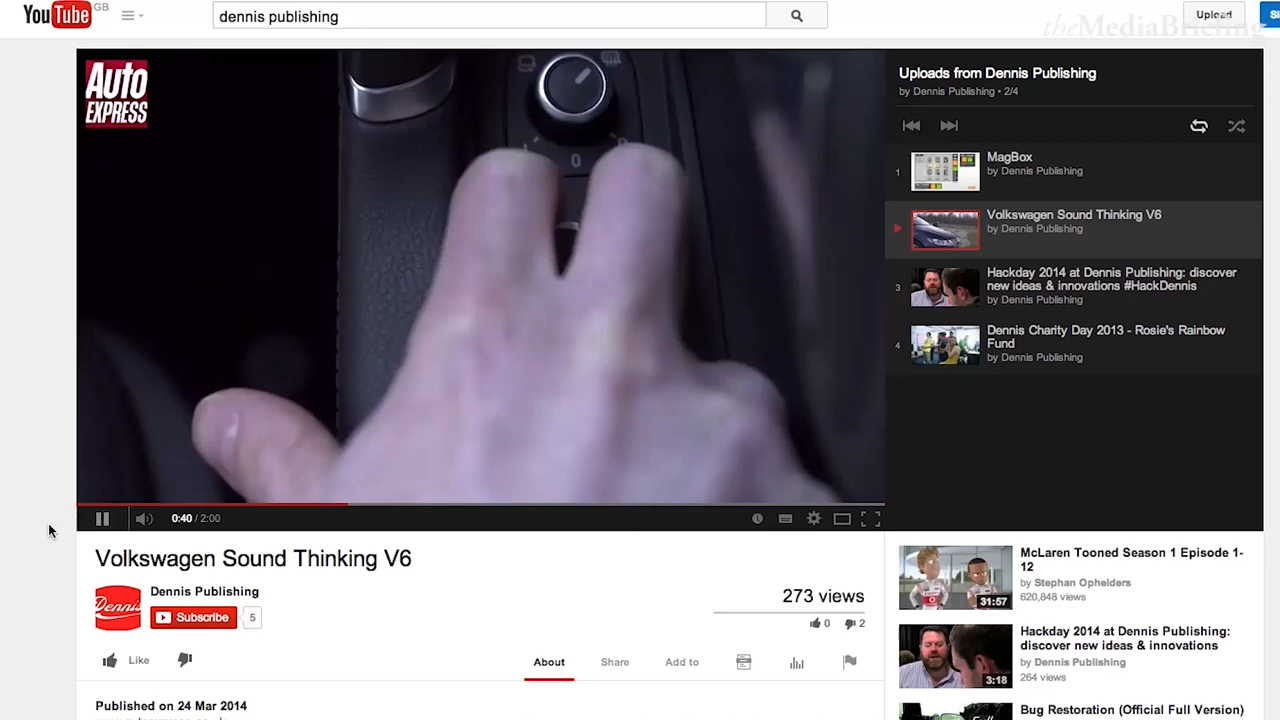 YouTube GB
dennis publishing
Upload
theMediaBriefing
Auto
EXPRESS
0
Uploads from Dennis Publishing
by Dennis Publishing • 2/4
1
MagBox
by Dennis Publishing
Volkswagen Sound Thinking V6
by Dennis Publishing
3
Hackday 2014 at Dennis Publishing: discover
new ideas & innovations #HackDennis
by Dennis Publishing
4
Dennis Charity Day 2013 - Rosie's Rainbow
Fund
by Dennis Publishing
0:40 / 2:00
Volkswagen Sound Thinking V6
Dennis
Dennis Publishing
Subscribe 5
273 views
0 2
Like
About Share Add to
Published on 24 Mar 2014
McLaren Tooned Season 1 Episode 1-
12
by Stephan Ophelders
620,848 views
31:57
Hackday 2014 at Dennis Publishing:
discover new ideas & innovations
by Dennis Publishing
264 views
3:18
Bug Restoration (Official Full Version)